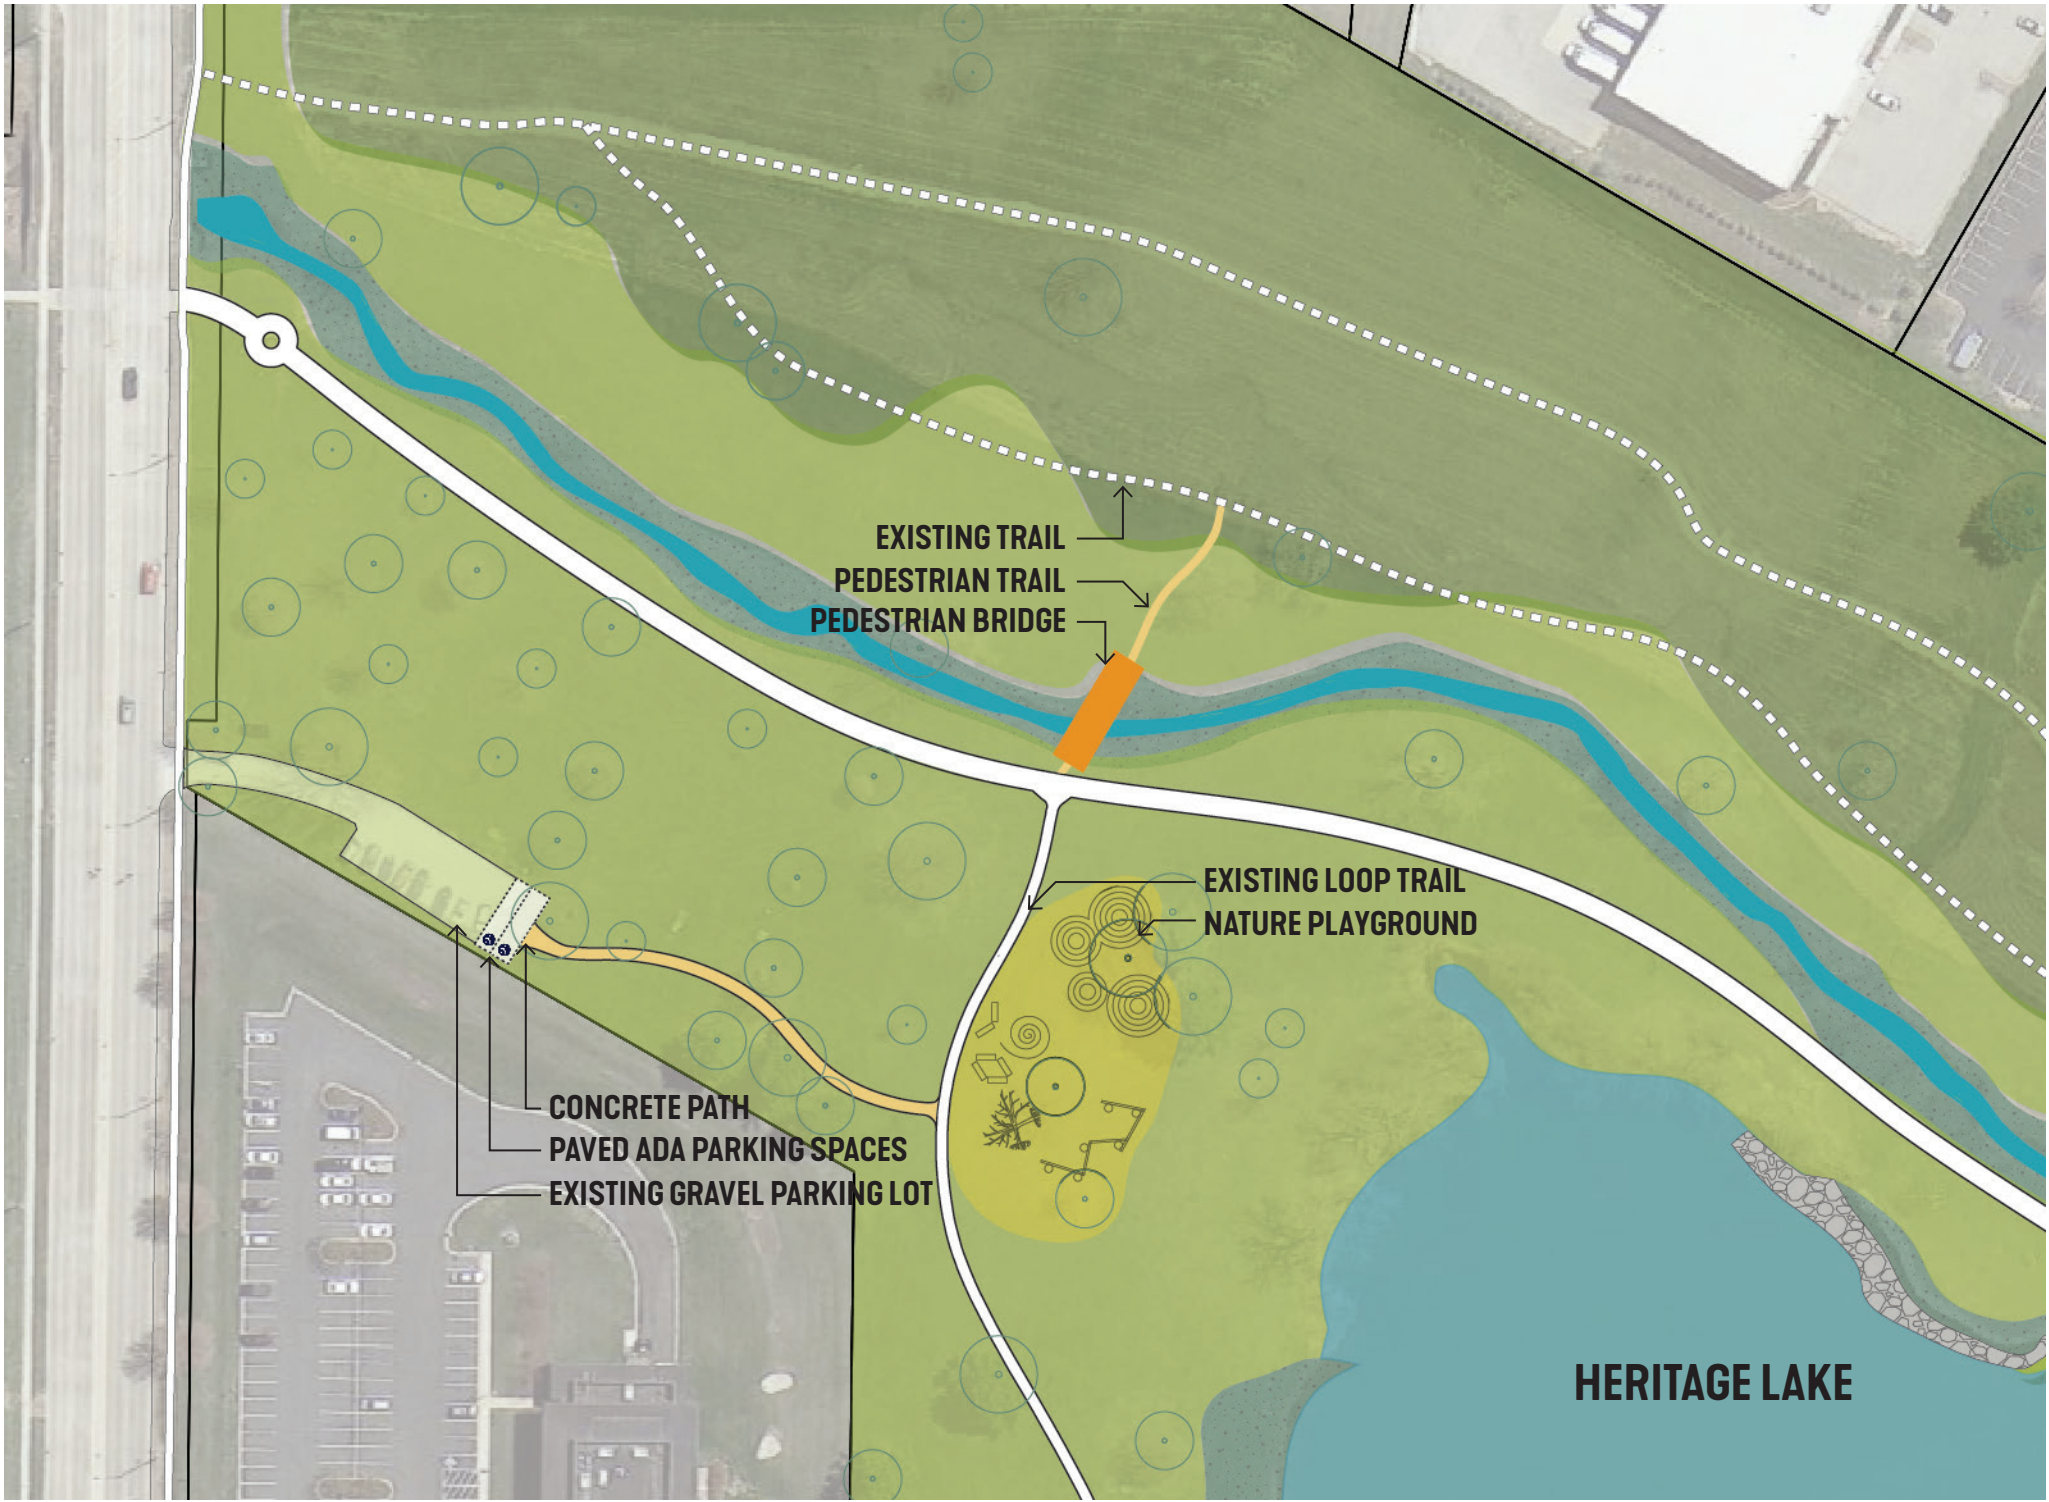 EXISTING TRAIL
PEDESTRIAN TRAIL
PEDESTRIAN BRIDGE
EXISTING LOOP TRAIL
NATURE PLAYGROUND
CONCRETE PATH
PAVED ADA PARKING SPACES
EXISTING GRAVEL PARKING LOT
HERITAGE LAKE